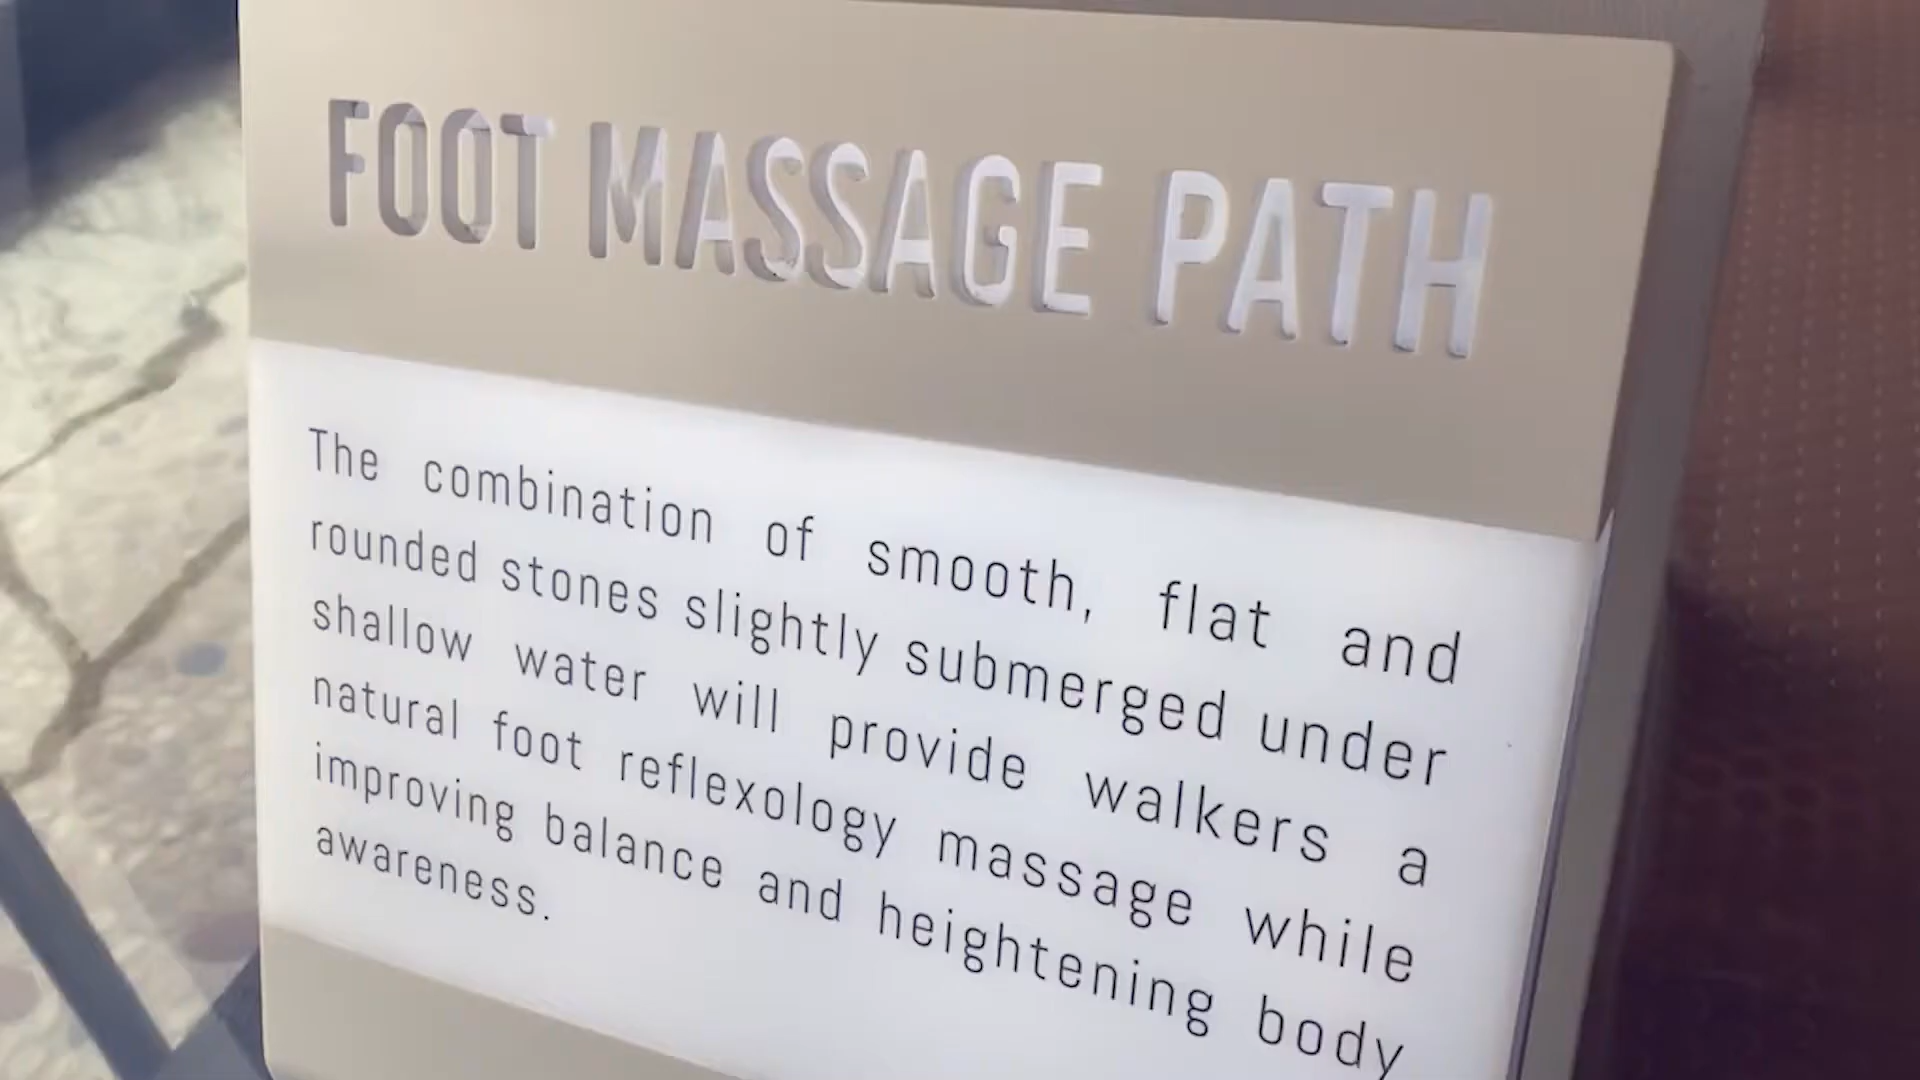 FOOT MASSAGE PATH
The combination of smooth, flat and
rounded stones slightly submerged under
shallow water will provide walkers a
natural foot reflexology massage while
improving balance and heightening body
awareness.